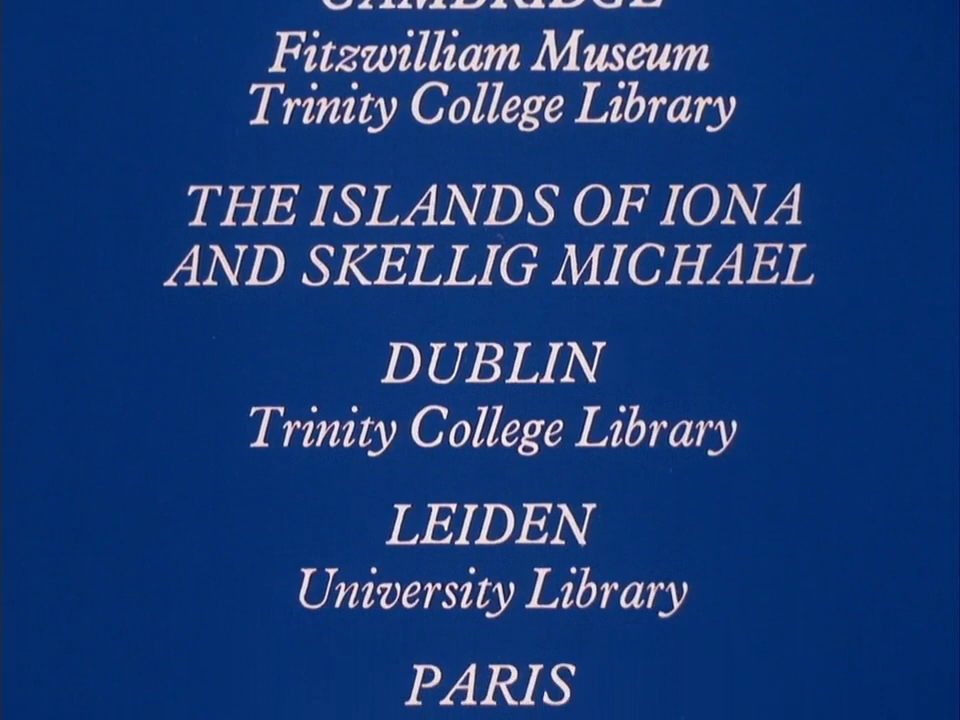 CAMBRIDGE
Fitzwilliam Museum
Trinity College Library
THE ISLANDS OF IONA
AND SKELLIG MICHAEL
DUBLIN
Trinity College Library
LEIDEN
University Library
PARIS